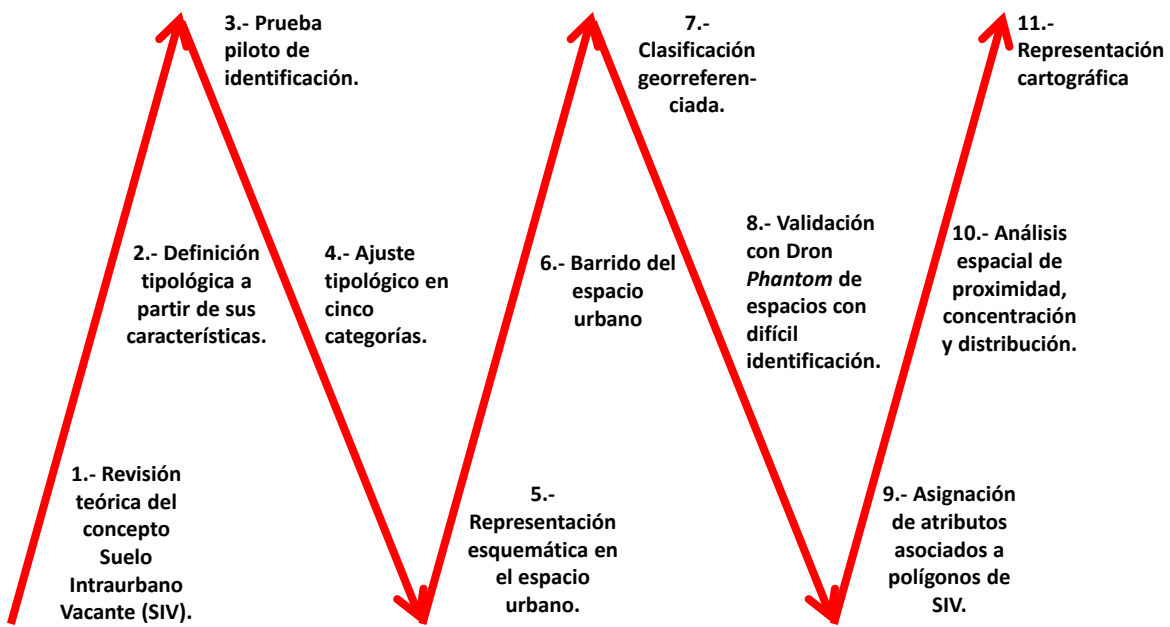 1.- Revisión
teórica del
concepto
Suelo
Intraurbano
Vacante (SIV).
2.- Definición
tipológica a
partir de sus
características.
3.- Prueba
piloto de
identificación.
4.- Ajuste
tipológico en
cinco
categorías.
5.-
Representación
esquemática en
el espacio
urbano.
6.- Barrido del
espacio
urbano
7.-
Clasificación
georreferen-
ciada.
8.- Validación
con Dron
Phantom de
espacios con
difícil
identificación.
9.- Asignación
de atributos
asociados a
polígonos de
SIV.
10.- Análisis
espacial de
proximidad,
concentración
y distribución.
11.-
Representación
cartográfica